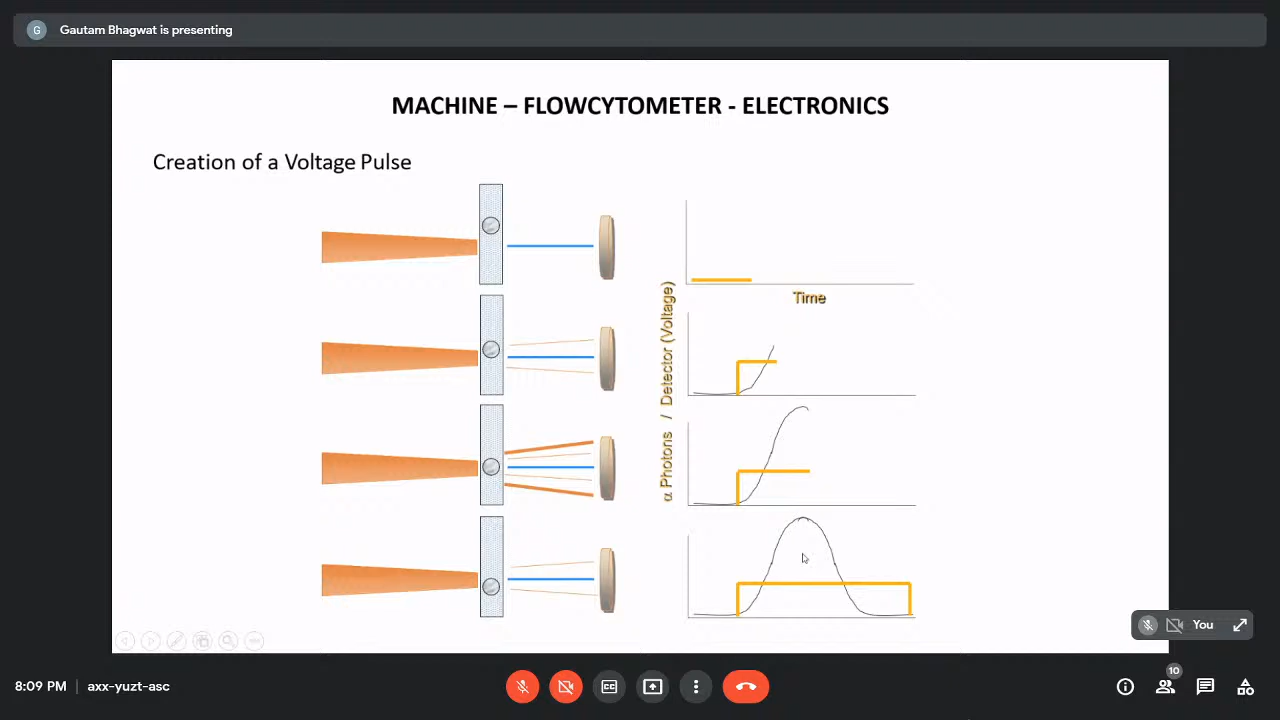 G Gautam Bhagwat is presenting
MACHINE – FLOWCYTOMETER - ELECTRONICS
Creation of a Voltage Pulse
Time
α Photons / Detector (Voltage)
You
8:09 PM | axx-yuzt-asc
CC
10